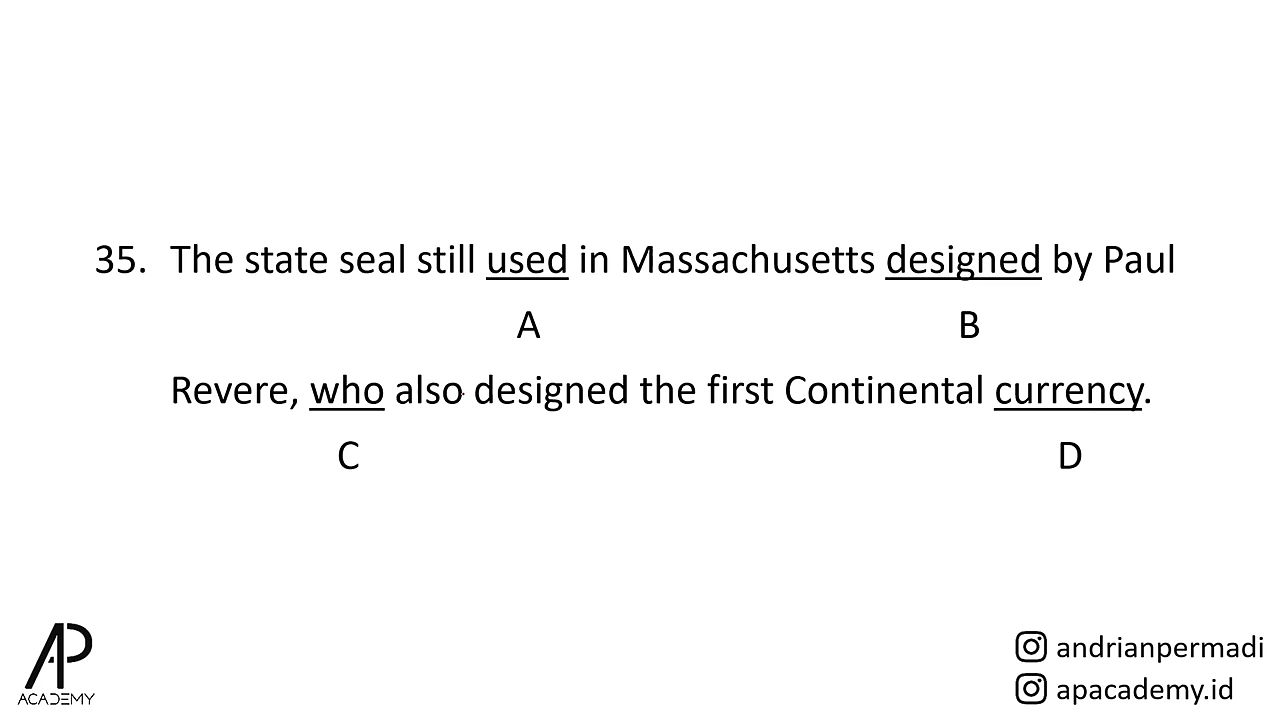 35. The state seal still used in Massachusetts designed by Paul
A B
Revere, who also designed the first Continental currency.
C D
AP
ACADEMY
andrianpermadi
apacademy.id